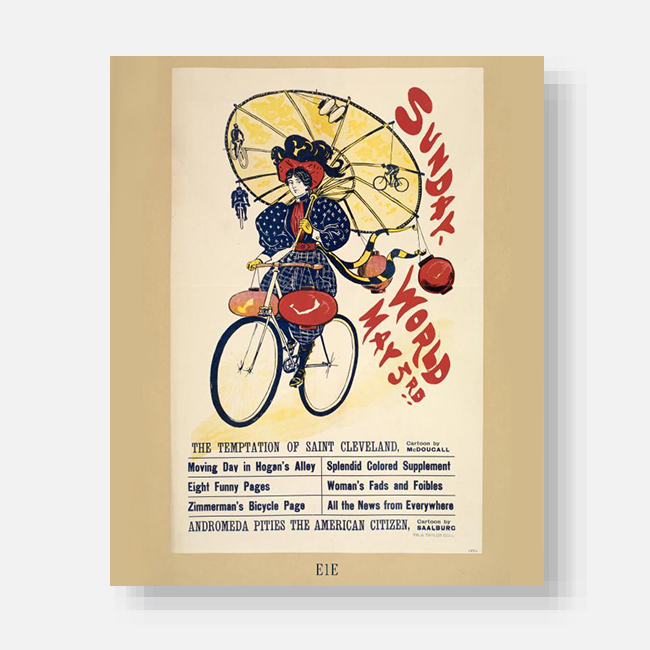 SUNDAY-
WORLD
MAY 3RD!!
THE TEMPTATION OF SAINT CLEVELAND, Cartoon by McDOUGALL
Moving Day in Hogan's Alley
Splendid Colored Supplement
Eight Funny Pages
Woman's Fads and Foibles
Zimmerman's Bicycle Page
All the News from Everywhere
ANDROMEDA PITIES THE AMERICAN CITIZEN, Cartoon by SAALBURG
E1E